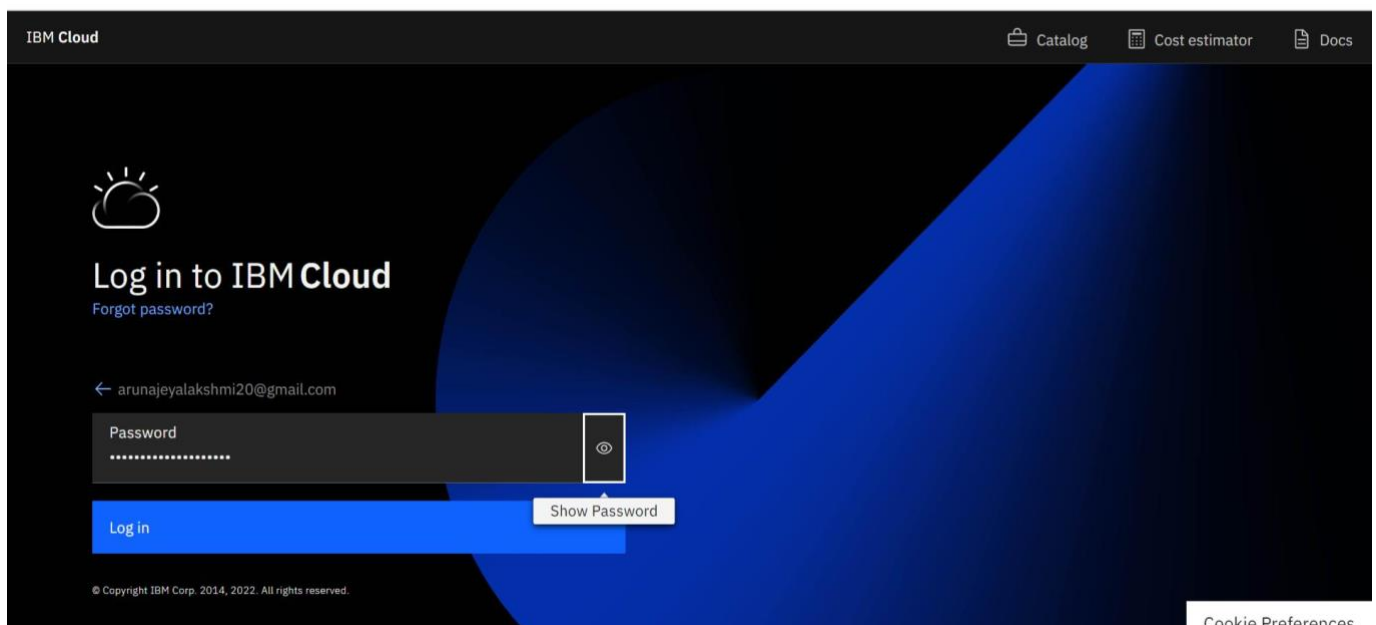 IBM Cloud
Catalog
Cost estimator
Docs
Log in to IBM Cloud
Forgot password?
← arunajeyalakshmi20@gmail.com
Password
••••••••••••••••••••
Show Password
Log in
© Copyright IBM Corp. 2014, 2022. All rights reserved.
Cookie Preferences